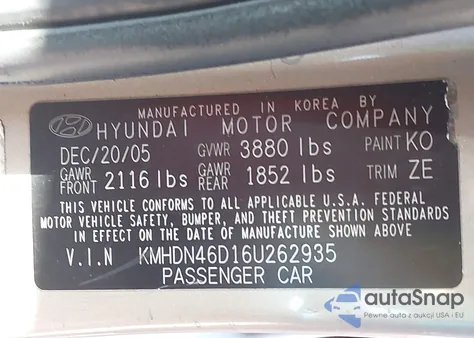 MANUFACTURED IN KOREA BY
HYUNDAI MOTOR COMPANY
DEC/20/05 GVWR 3880 lbs PAINT KO
GAWR FRONT 2116 lbs GAWR REAR 1852 lbs TRIM ZE
THIS VEHICLE CONFORMS TO ALL APPLICABLE U.S.A. FEDERAL
MOTOR VEHICLE SAFETY, BUMPER, AND THEFT PREVENTION STANDARDS
IN EFFECT ON THE DATE OF MANUFACTURE SHOWN ABOVE.
V.I.N KMHDN46D16U262935
PASSENGER CAR
autoSnap
Pewne auta z aukcji USA i EU